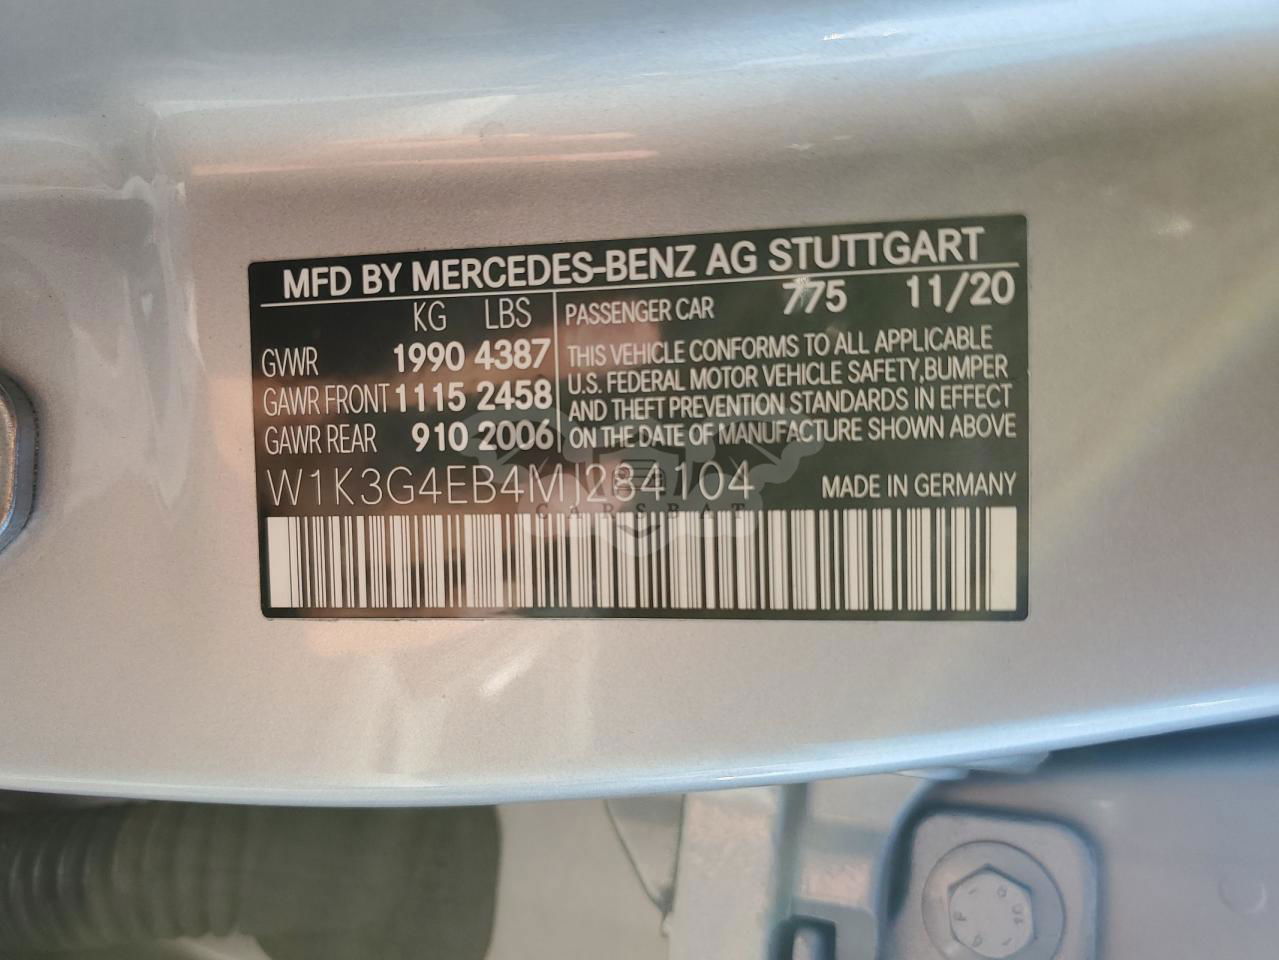 MFD BY MERCEDES-BENZ AG STUTTGART
KG LBS
GVWR 1990 4387
GAWR FRONT 1115 2458
GAWR REAR 910 2006
PASSENGER CAR 775 11/20
THIS VEHICLE CONFORMS TO ALL APPLICABLE
U.S. FEDERAL MOTOR VEHICLE SAFETY,BUMPER
AND THEFT PREVENTION STANDARDS IN EFFECT
ON THE DATE OF MANUFACTURE SHOWN ABOVE
W1K3G4EB4MJ284104 MADE IN GERMANY
CARSBAT